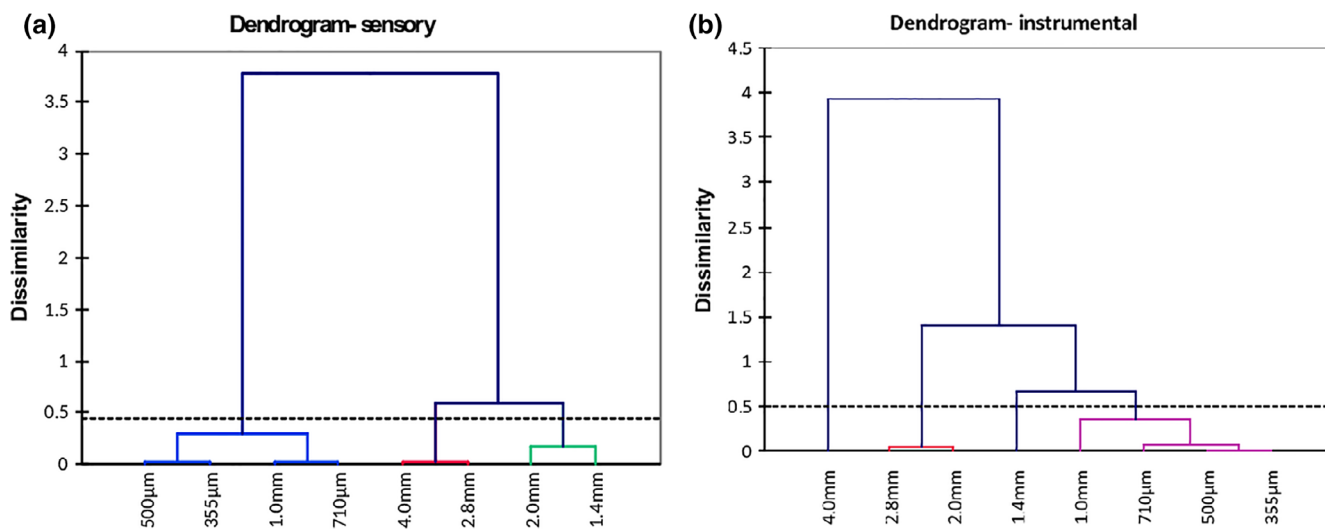 (a)
Dendrogram- sensory
Dissimilarity
4
3.5
3
2.5
2
1.5
1
0.5
0
500µm
355µm
1.0mm
710µm
4.0mm
2.8mm
2.0mm
1.4mm
(b)
Dendrogram- instrumental
Dissimilarity
4.5
4
3.5
3
2.5
2
1.5
1
0.5
0
4.0mm
2.8mm
2.0mm
1.4mm
1.0mm
710µm
500µm
355µm